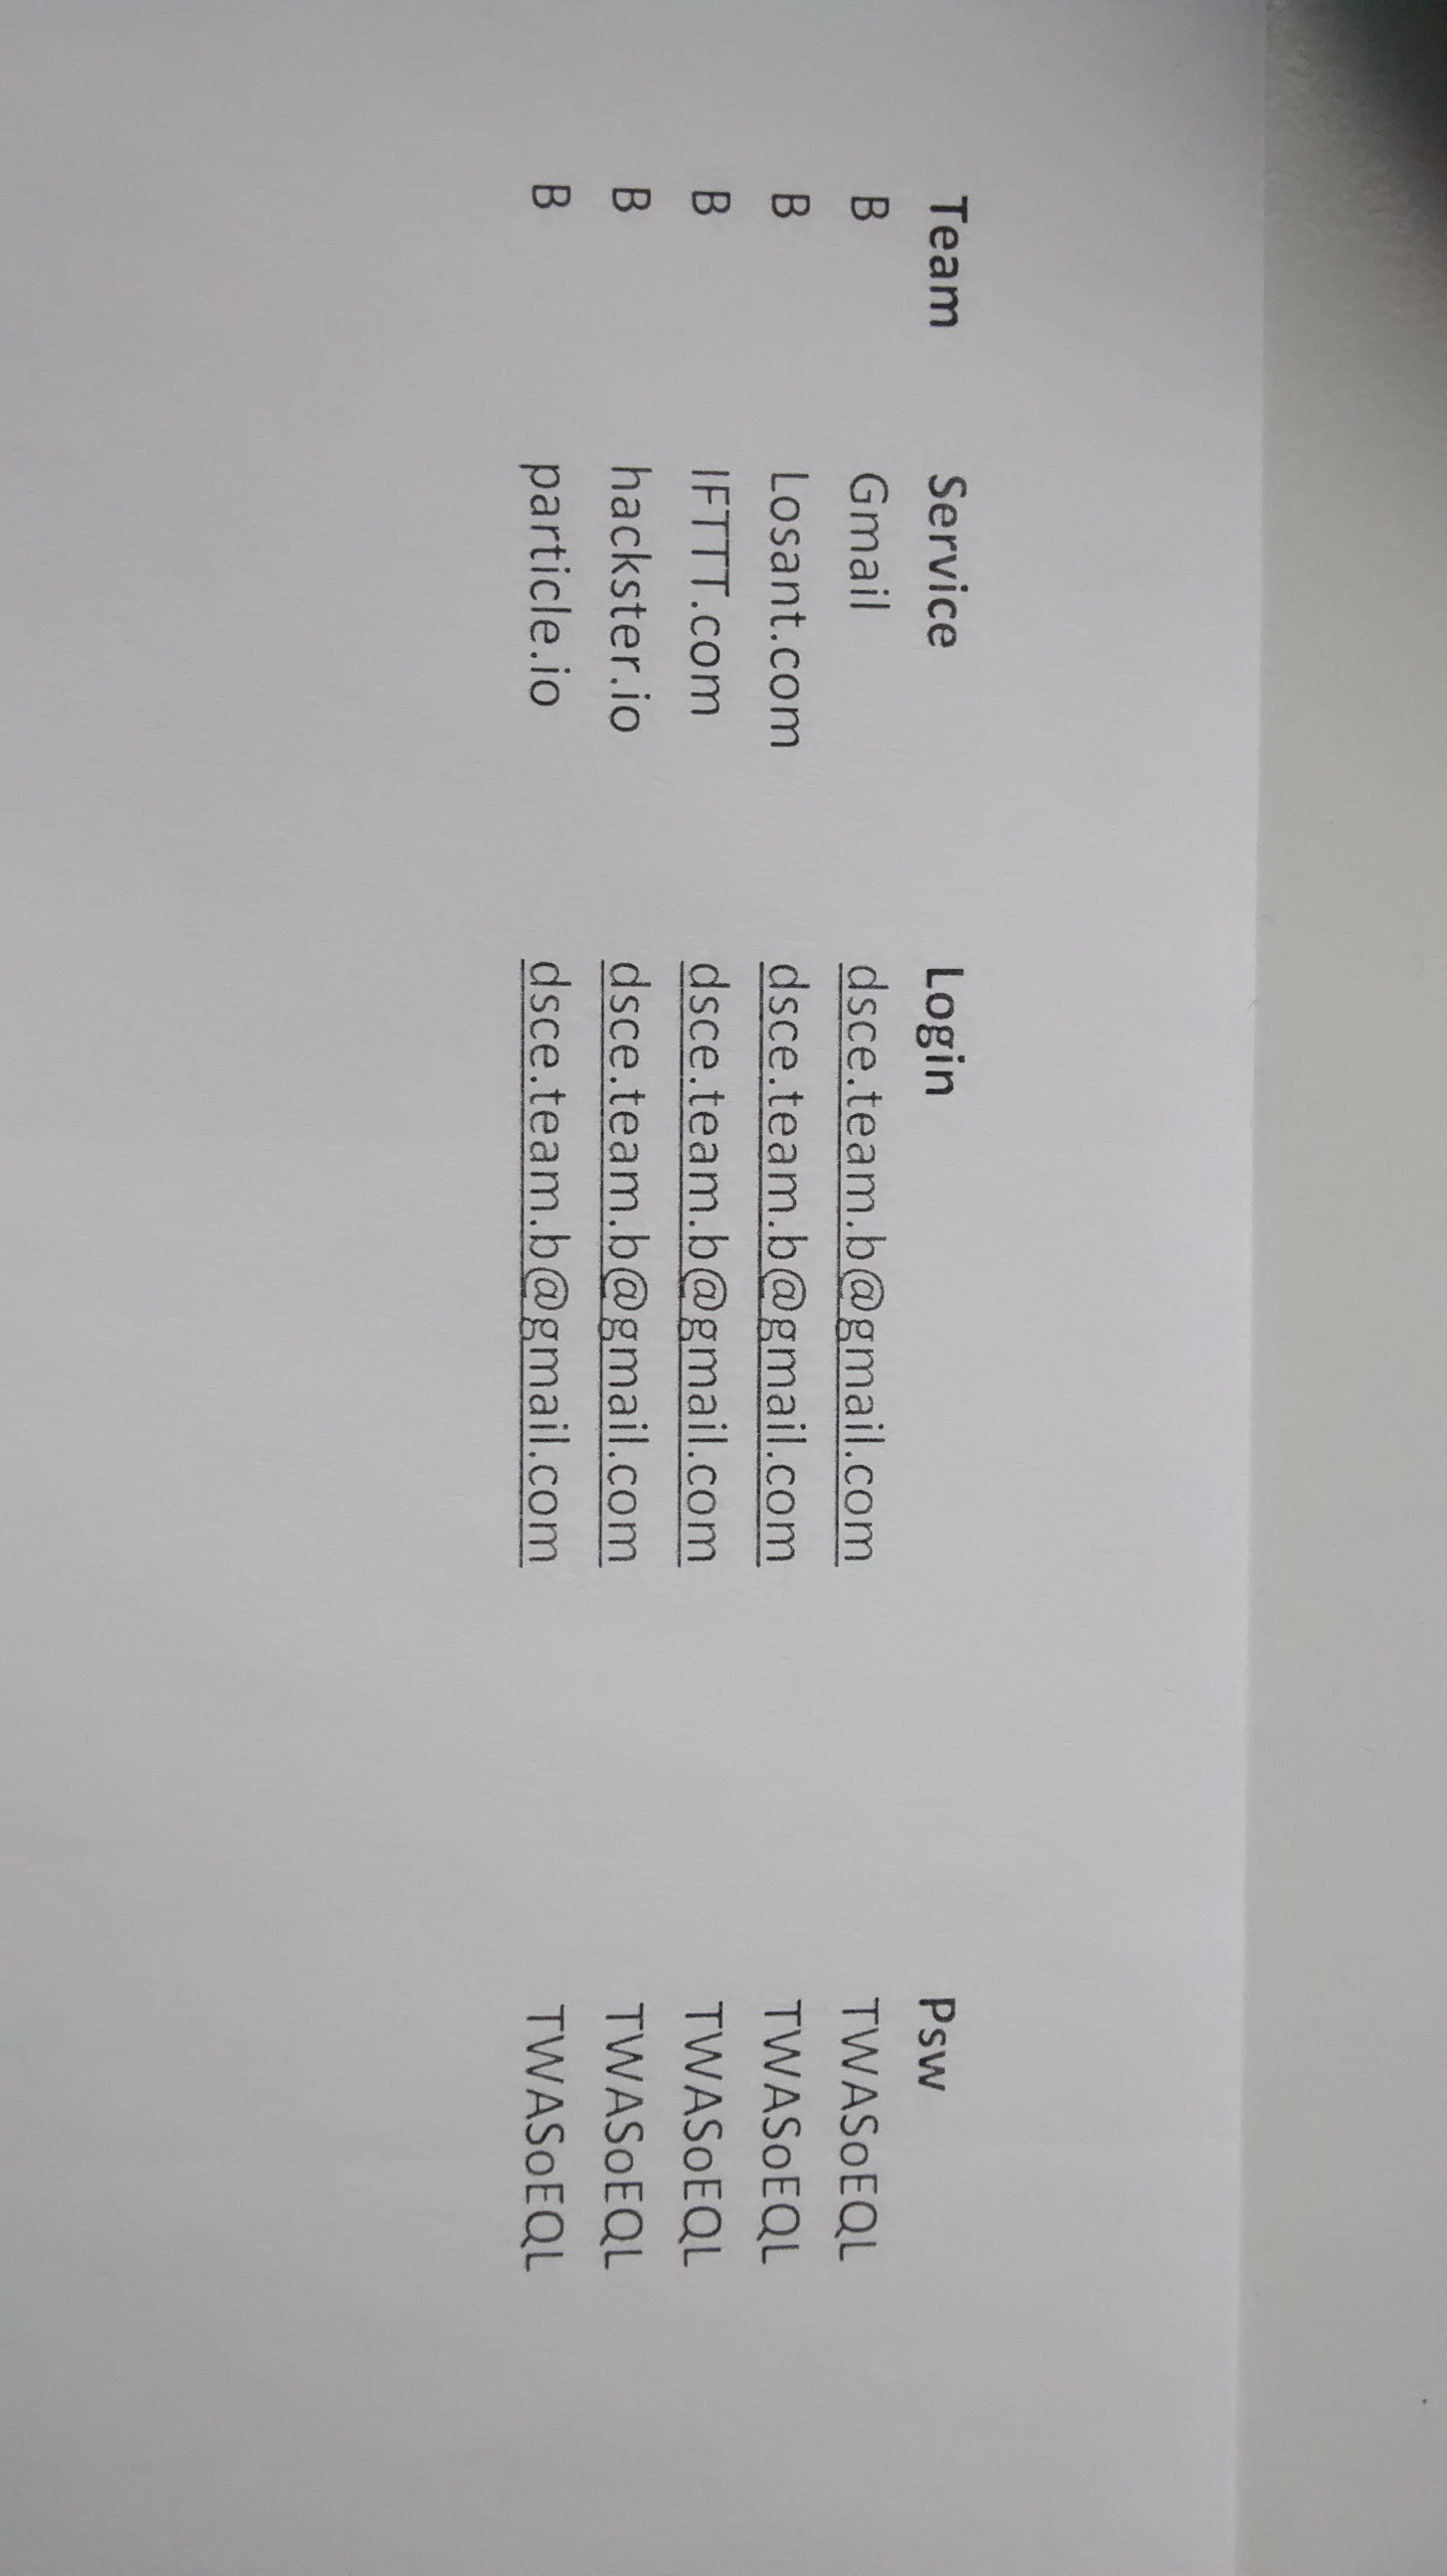 Team Service Login Psw
B Gmail dsce.team.b@gmail.com TWASoEQL
B Losant.com dsce.team.b@gmail.com TWASoEQL
B IFTTT.com dsce.team.b@gmail.com TWASoEQL
B hackster.io dsce.team.b@gmail.com TWASoEQL
B particle.io dsce.team.b@gmail.com TWASoEQL